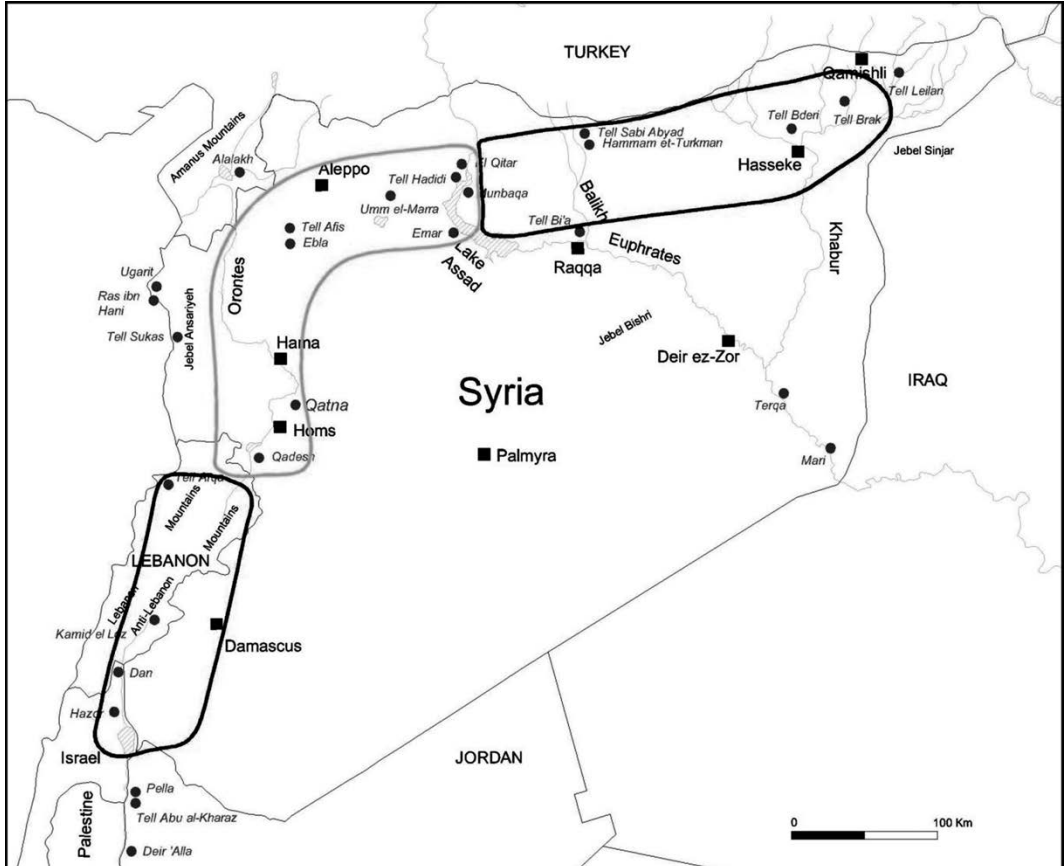 TURKEY
Qamishli
Tell Leilan
Amanus Mountains
Tell Bderi
Tell Brak
Tell Sabi Abyad
Hammam et-Turkman
Hasseke
Jebel Sinjar
Alalakh
Aleppo
El Qitar
Tell Hadidi
Munbaqa
Umm el-Marra
Balikh
Tell Afis
Ebla
Emar
Tell Bi'a
Lake
Assad
Raqqa
Euphrates
Khabur
Ugarit
Ras ibn
Hani
Orontes
Tell Sukas
Jebel Ansariyeh
Jebel Bishri
Hama
Deir ez-Zor
Syria
IRAQ
Qatna
Terqa
Homs
Qadesh
Palmyra
Mari
Tell Arqa
Mountains
Mountains
LEBANON
Lebanon
Anti-Lebanon
Kamid el Loz
Damascus
Dan
Hazor
Israel
JORDAN
Pella
Tell Abu al-Kharaz
Palestine
Deir 'Alla
0
100 Km